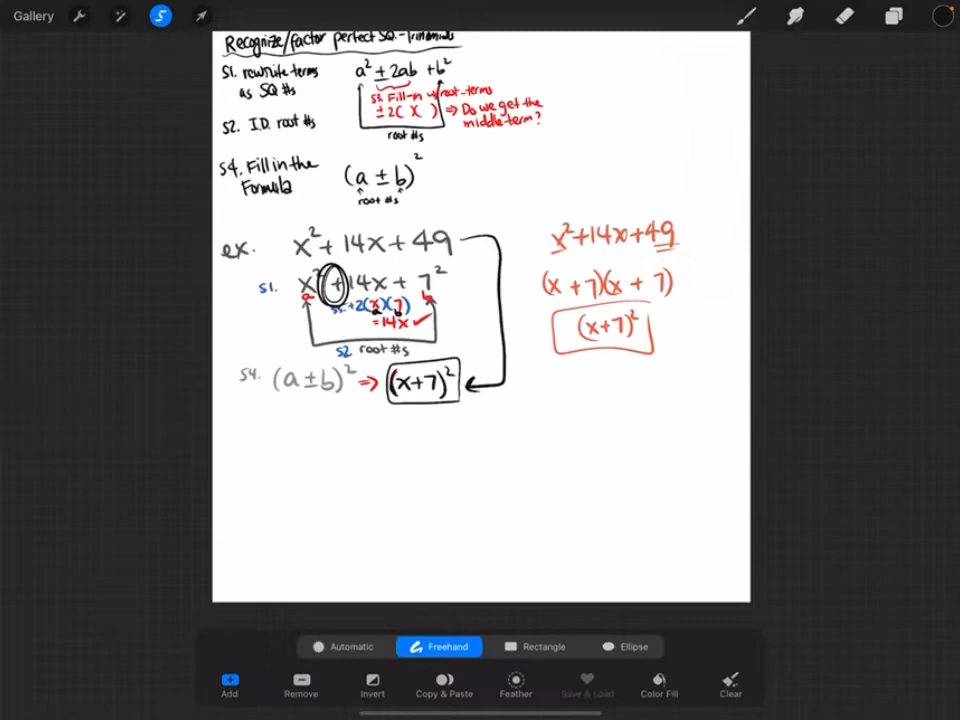 Gallery
Recognize/factor perfect SQ-Trinomials
S1. rewrite terms as SQ #s
a² ± 2ab + b²
S3. Fill-in w/root-terms
±2( X ) ⇒ Do we get the middle term?
root #s
S2. I.D. root #s
S4. Fill in the Formula
(a ± b)²
root #s
ex. x² + 14x + 49
S1. x² + 14x + 7²
a b
S3. +2(x)(7)
a b
= 14x ✓
S2 root #s
S4. (a ± b)² ⇒ (x+7)²
x² + 14x + 49
(x + 7)(x + 7)
(x+7)²
Automatic Freehand Rectangle Ellipse
Add Remove Invert Copy & Paste Feather Save & Load Color Fill Clear